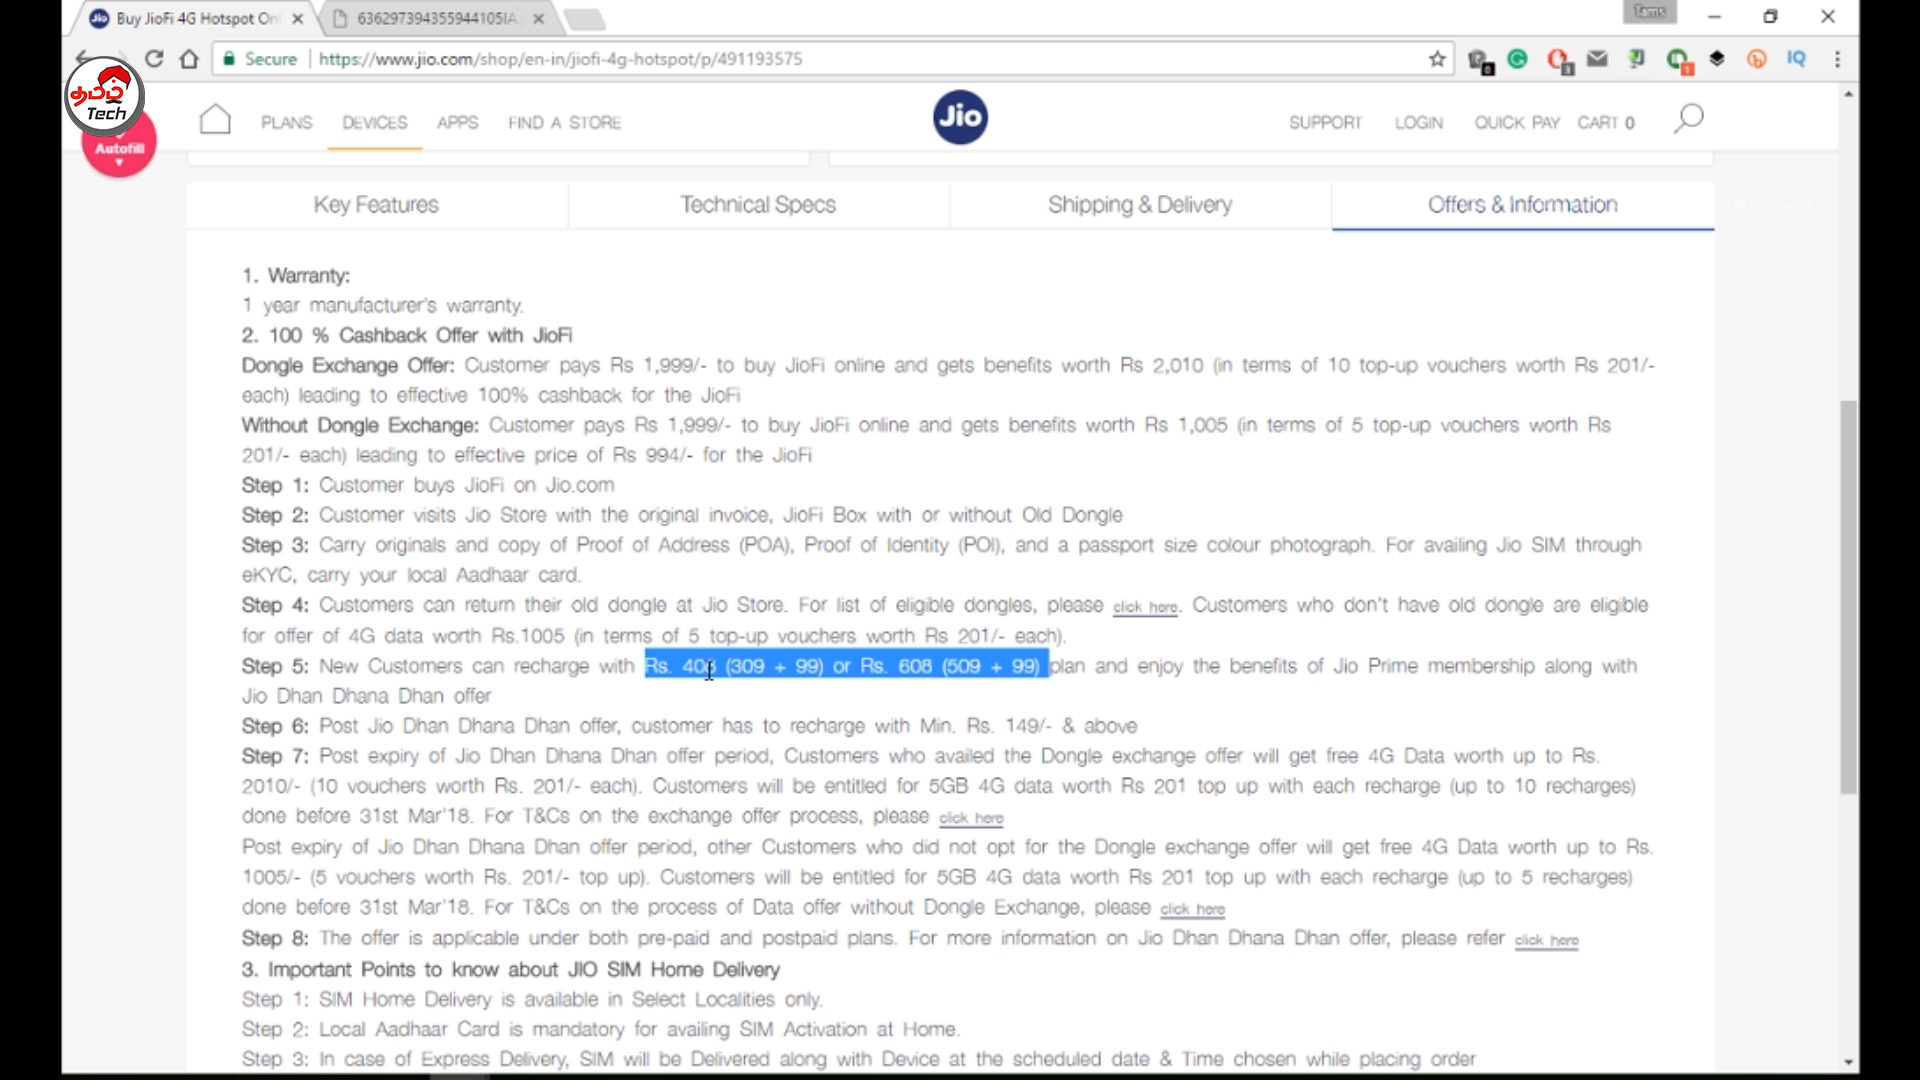 Buy JioFi 4G Hotspot Onl
636297394355944105IA
Tams
Secure
https://www.jio.com/shop/en-in/jiofi-4g-hotspot/p/491193575
IQ
தமிழ்
Tech
Autofill
PLANS
DEVICES
APPS
FIND A STORE
Jio
SUPPORT
LOGIN
QUICK PAY
CART 0
Key Features
Technical Specs
Shipping & Delivery
Offers & Information
1. Warranty:
1 year manufacturer's warranty.
2. 100 % Cashback Offer with JioFi
Dongle Exchange Offer: Customer pays Rs 1,999/- to buy JioFi online and gets benefits worth Rs 2,010 (in terms of 10 top-up vouchers worth Rs 201/-
each) leading to effective 100% cashback for the JioFi
Without Dongle Exchange: Customer pays Rs 1,999/- to buy JioFi online and gets benefits worth Rs 1,005 (in terms of 5 top-up vouchers worth Rs
201/- each) leading to effective price of Rs 994/- for the JioFi
Step 1: Customer buys JioFi on Jio.com
Step 2: Customer visits Jio Store with the original invoice, JioFi Box with or without Old Dongle
Step 3: Carry originals and copy of Proof of Address (POA), Proof of Identity (POI), and a passport size colour photograph. For availing Jio SIM through
eKYC, carry your local Aadhaar card.
Step 4: Customers can return their old dongle at Jio Store. For list of eligible dongles, please click here. Customers who don't have old dongle are eligible
for offer of 4G data worth Rs.1005 (in terms of 5 top-up vouchers worth Rs 201/- each).
Step 5: New Customers can recharge with Rs. 408 (309 + 99) or Rs. 608 (509 + 99) plan and enjoy the benefits of Jio Prime membership along with
Jio Dhan Dhana Dhan offer
Step 6: Post Jio Dhan Dhana Dhan offer, customer has to recharge with Min. Rs. 149/- & above
Step 7: Post expiry of Jio Dhan Dhana Dhan offer period, Customers who availed the Dongle exchange offer will get free 4G Data worth up to Rs.
2010/- (10 vouchers worth Rs. 201/- each). Customers will be entitled for 5GB 4G data worth Rs 201 top up with each recharge (up to 10 recharges)
done before 31st Mar'18. For T&Cs on the exchange offer process, please click here
Post expiry of Jio Dhan Dhana Dhan offer period, other Customers who did not opt for the Dongle exchange offer will get free 4G Data worth up to Rs.
1005/- (5 vouchers worth Rs. 201/- top up). Customers will be entitled for 5GB 4G data worth Rs 201 top up with each recharge (up to 5 recharges)
done before 31st Mar'18. For T&Cs on the process of Data offer without Dongle Exchange, please click here
Step 8: The offer is applicable under both pre-paid and postpaid plans. For more information on Jio Dhan Dhana Dhan offer, please refer click here
3. Important Points to know about JIO SIM Home Delivery
Step 1: SIM Home Delivery is available in Select Localities only.
Step 2: Local Aadhaar Card is mandatory for availing SIM Activation at Home.
Step 3: In case of Express Delivery, SIM will be Delivered along with Device at the scheduled date & Time chosen while placing order